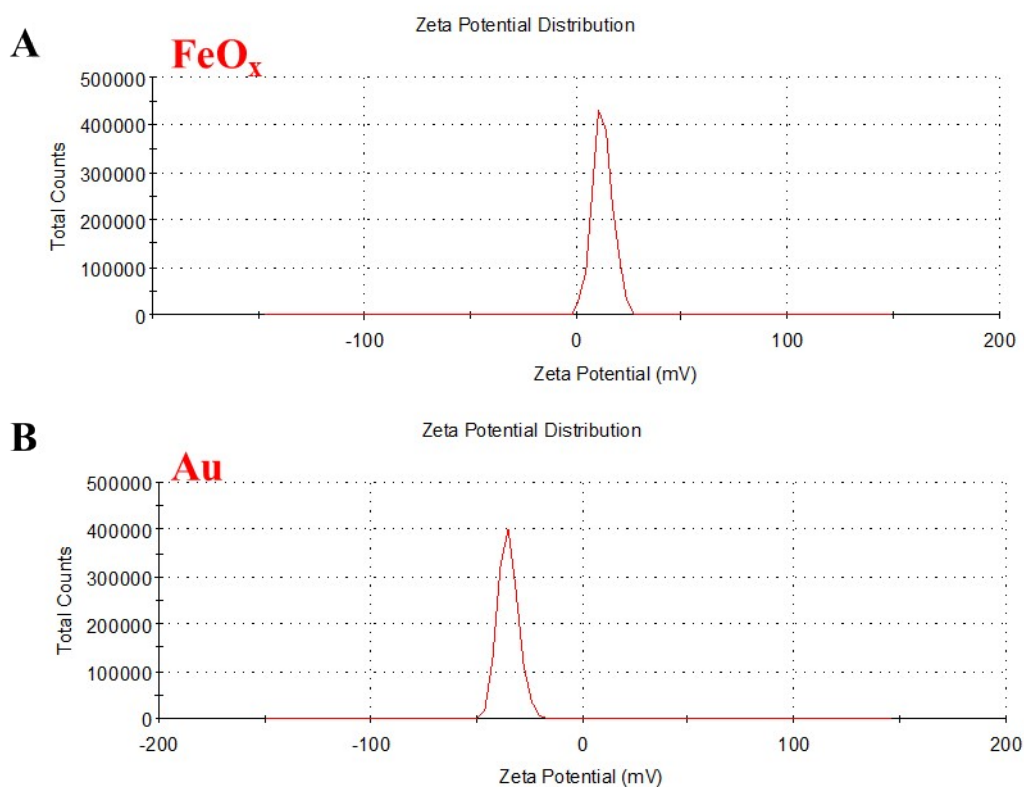 A
Zeta Potential Distribution
FeOx
500000
400000
300000
200000
100000
0
Total Counts
-100 0 100 200
Zeta Potential (mV)
B
Zeta Potential Distribution
Au
500000
400000
300000
200000
100000
0
Total Counts
-200 -100 0 100 200
Zeta Potential (mV)